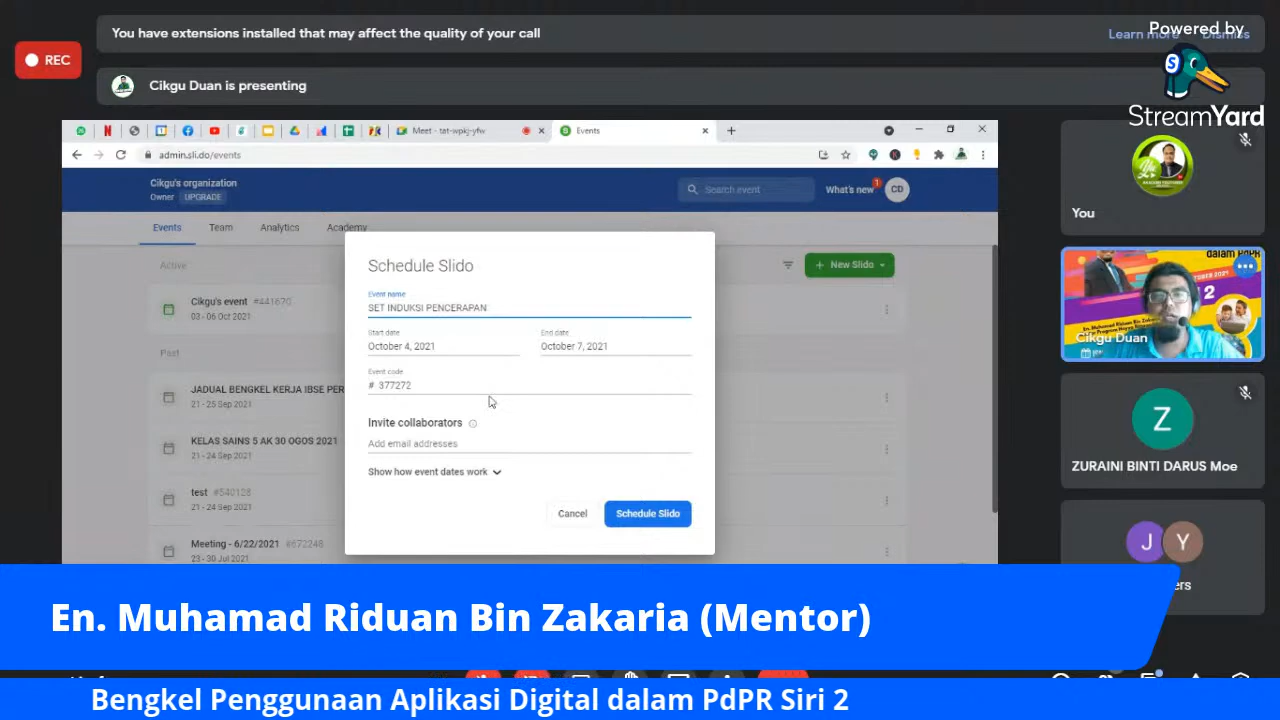 You have extensions installed that may affect the quality of your call
Learn more
Dismiss
Powered by
StreamYard
REC
Cikgu Duan is presenting
Meet - tat-wpkj-yfw
Events
admin.sli.do/events
Cikgu's organization
Owner UPGRADE
Search event
What's new 1
CD
Events Team Analytics Academy
Active
New Slido
Cikgu's event #441670
03 - 06 Oct 2021
Past
JADUAL BENGKEL KERJA IBSE PER
21 - 25 Sep 2021
KELAS SAINS 5 AK 30 OGOS 2021
21 - 24 Sep 2021
test #540128
21 - 24 Sep 2021
Meeting - 6/22/2021 #672248
23 - 30 Jul 2021
Schedule Slido
Event name
SET INDUKSI PENCERAPAN
Start date
End date
October 4, 2021
October 7, 2021
Event code
# 377272
Invite collaborators
Add email addresses
Show how event dates work
Cancel
Schedule Slido
You
dalam PdPR
2
Cikgu Duan
Z
ZURAINI BINTI DARUS Moe
J Y
En. Muhamad Riduan Bin Zakaria (Mentor)
Bengkel Penggunaan Aplikasi Digital dalam PdPR Siri 2